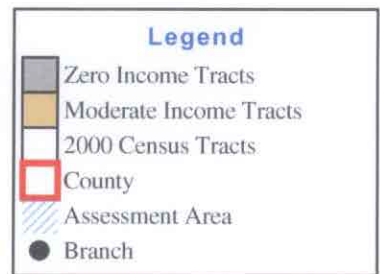 Legend
Zero Income Tracts
Moderate Income Tracts
2000 Census Tracts
County
Assessment Area
Branch